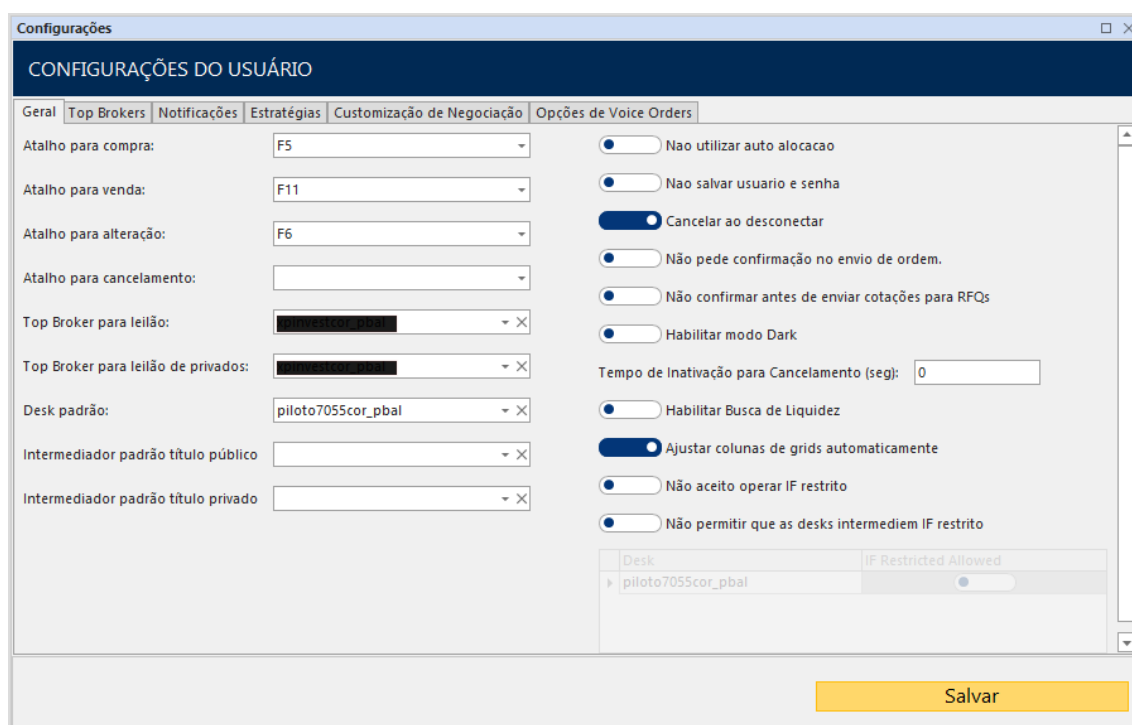 Configurações
CONFIGURAÇÕES DO USUÁRIO
Geral Top Brokers Notificações Estratégias Customização de Negociação Opções de Voice Orders
Atalho para compra: F5
Atalho para venda: F11
Atalho para alteração: F6
Atalho para cancelamento:
Top Broker para leilão:
Top Broker para leilão de privados:
Desk padrão: piloto7055cor_pbal
Intermediador padrão título público
Intermediador padrão título privado
Nao utilizar auto alocacao
Nao salvar usuario e senha
Cancelar ao desconectar
Não pede confirmação no envio de ordem.
Não confirmar antes de enviar cotações para RFQs
Habilitar modo Dark
Tempo de Inativação para Cancelamento (seg): 0
Habilitar Busca de Liquidez
Ajustar colunas de grids automaticamente
Não aceito operar IF restrito
Não permitir que as desks intermediem IF restrito
Desk IF Restricted Allowed
piloto7055cor_pbal
Salvar